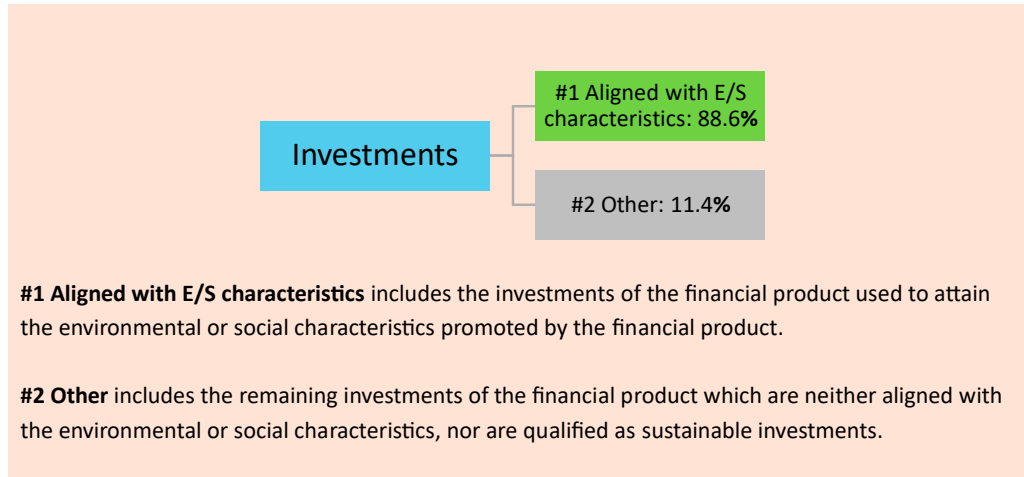 #1 Aligned with E/S
characteristics: 88.6%
Investments
#2 Other: 11.4%
#1 Aligned with E/S characteristics includes the investments of the financial product used to attain
the environmental or social characteristics promoted by the financial product.
#2 Other includes the remaining investments of the financial product which are neither aligned with
the environmental or social characteristics, nor are qualified as sustainable investments.